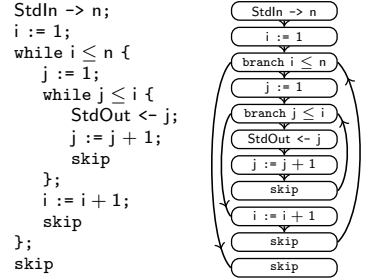 StdIn -> n;
i := 1;
while i ≤ n {
j := 1;
while j ≤ i {
StdOut <- j;
j := j + 1;
skip
};
i := i + 1;
skip
};
skip
StdIn -> n
i := 1
branch i ≤ n
j := 1
branch j ≤ i
StdOut <- j
j := j + 1
skip
i := i + 1
skip
skip